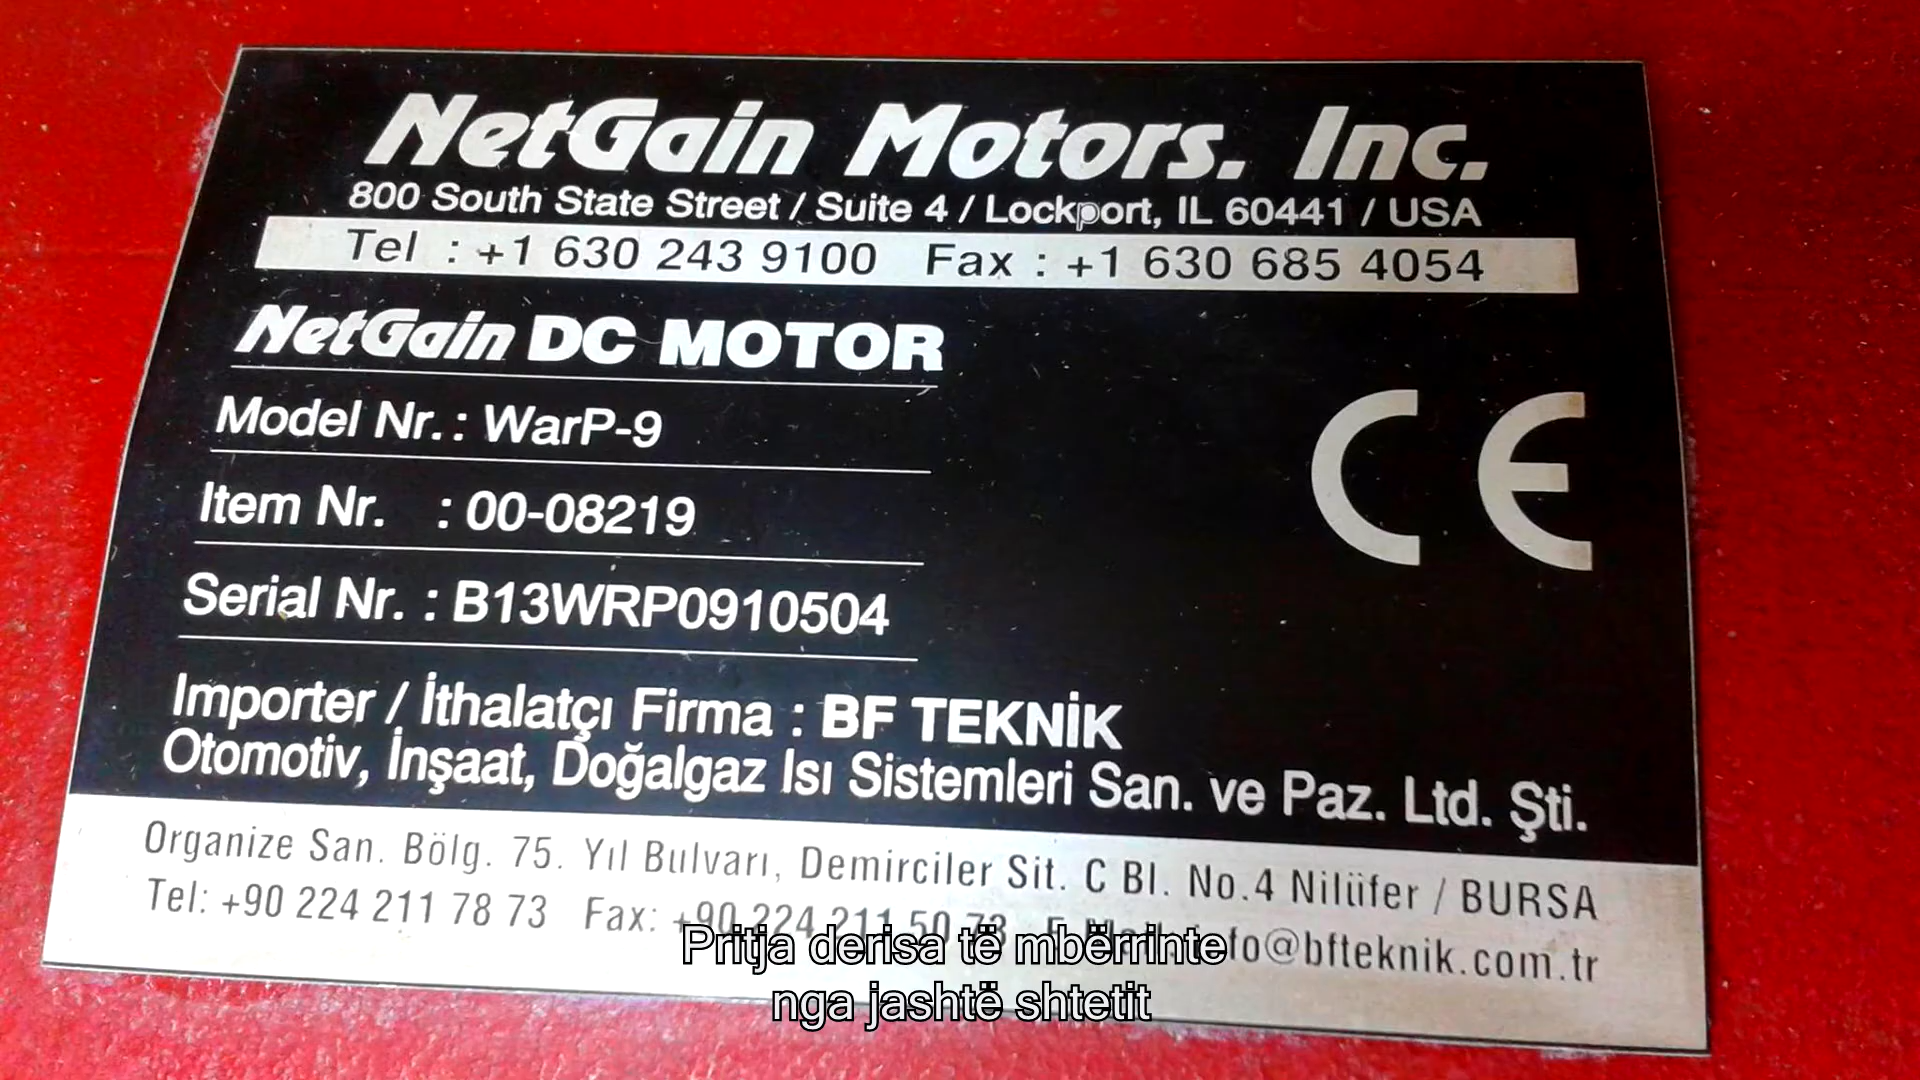 NetGain Motors. Inc.
800 South State Street / Suite 4 / Lockport, IL 60441 / USA
Tel : +1 630 243 9100 Fax : +1 630 685 4054
NetGain DC MOTOR
Model Nr. : WarP-9
Item Nr. : 00-08219
Serial Nr. : B13WRP0910504
CE
Importer / İthalatçı Firma : BF TEKNİK
Otomotiv, İnşaat, Doğalgaz Isı Sistemleri San. ve Paz. Ltd. Şti.
Organize San. Bölg. 75. Yıl Bulvarı, Demirciler Sit. C Bl. No.4 Nilüfer / BURSA
Tel: +90 224 211 78 73 Fax: +90 224 211 50 73 E-Mail: info@bfteknik.com.tr
Pritja derisa të mbërrinte
nga jashtë shtetit